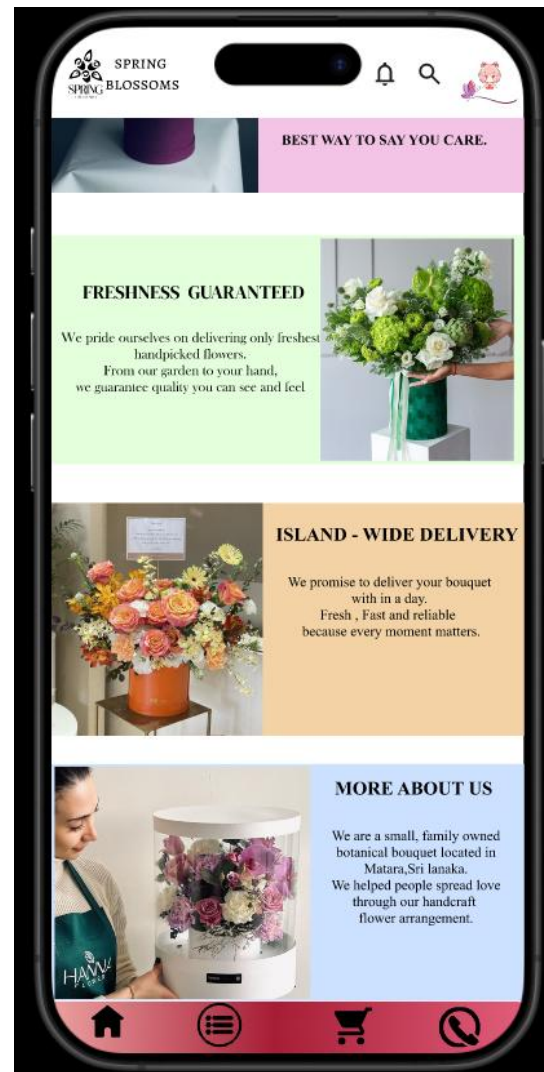 SPRING
BLOSSOMS
SPRING
BEST WAY TO SAY YOU CARE.
FRESHNESS GUARANTEED
We pride ourselves on delivering only freshest
handpicked flowers.
From our garden to your hand,
we guarantee quality you can see and feel
ISLAND - WIDE DELIVERY
We promise to deliver your bouquet
with in a day.
Fresh , Fast and reliable
because every moment matters.
MORE ABOUT US
We are a small, family owned
botanical bouquet located in
Matara,Sri lanaka.
We helped people spread love
through our handcraft
flower arrangement.